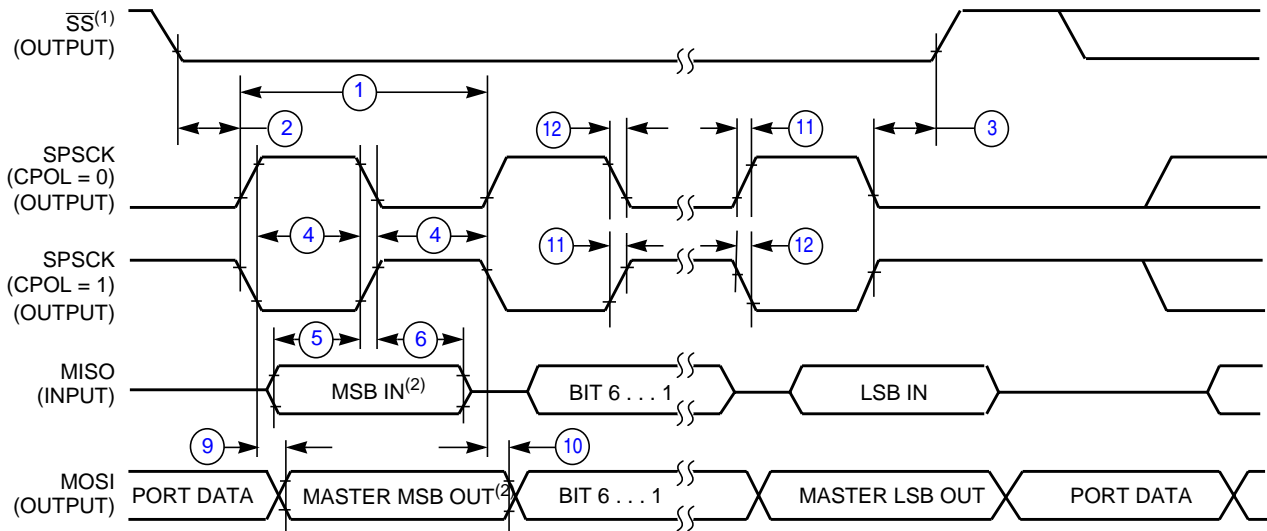 SS(1)
(OUTPUT)
1
2
12
11
3
SPSCK
(CPOL = 0)
(OUTPUT)
4
4
11
12
SPSCK
(CPOL = 1)
(OUTPUT)
5
6
MISO
(INPUT)
MSB IN(2)
BIT 6 . . . 1
LSB IN
9
10
MOSI
(OUTPUT)
PORT DATA
MASTER MSB OUT(2
BIT 6 . . . 1
MASTER LSB OUT
PORT DATA